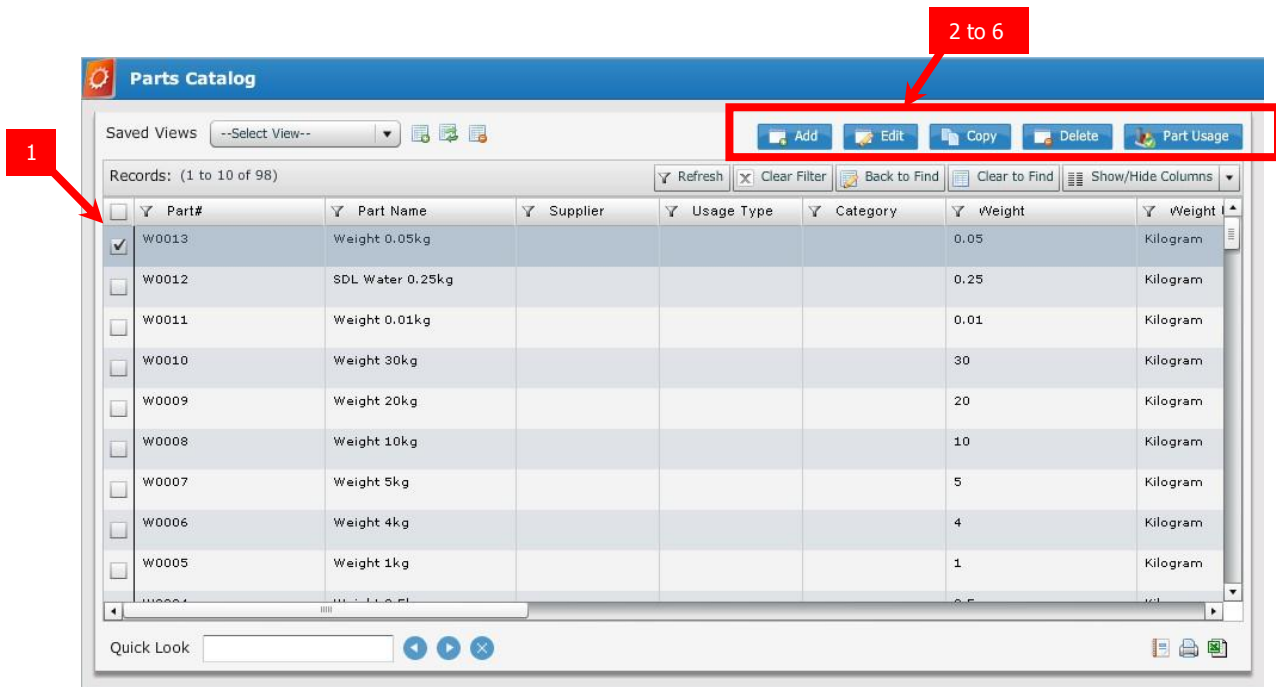 2 to 6
Parts Catalog
Saved Views --Select View-- Add Edit Copy Delete Part Usage
1
Records: (1 to 10 of 98) Refresh Clear Filter Back to Find Clear to Find Show/Hide Columns
Part# Part Name Supplier Usage Type Category Weight Weight
W0013 Weight 0.05kg 0.05 Kilogram
W0012 SDL Water 0.25kg 0.25 Kilogram
W0011 Weight 0.01kg 0.01 Kilogram
W0010 Weight 30kg 30 Kilogram
W0009 Weight 20kg 20 Kilogram
W0008 Weight 10kg 10 Kilogram
W0007 Weight 5kg 5 Kilogram
W0006 Weight 4kg 4 Kilogram
W0005 Weight 1kg 1 Kilogram
Quick Look